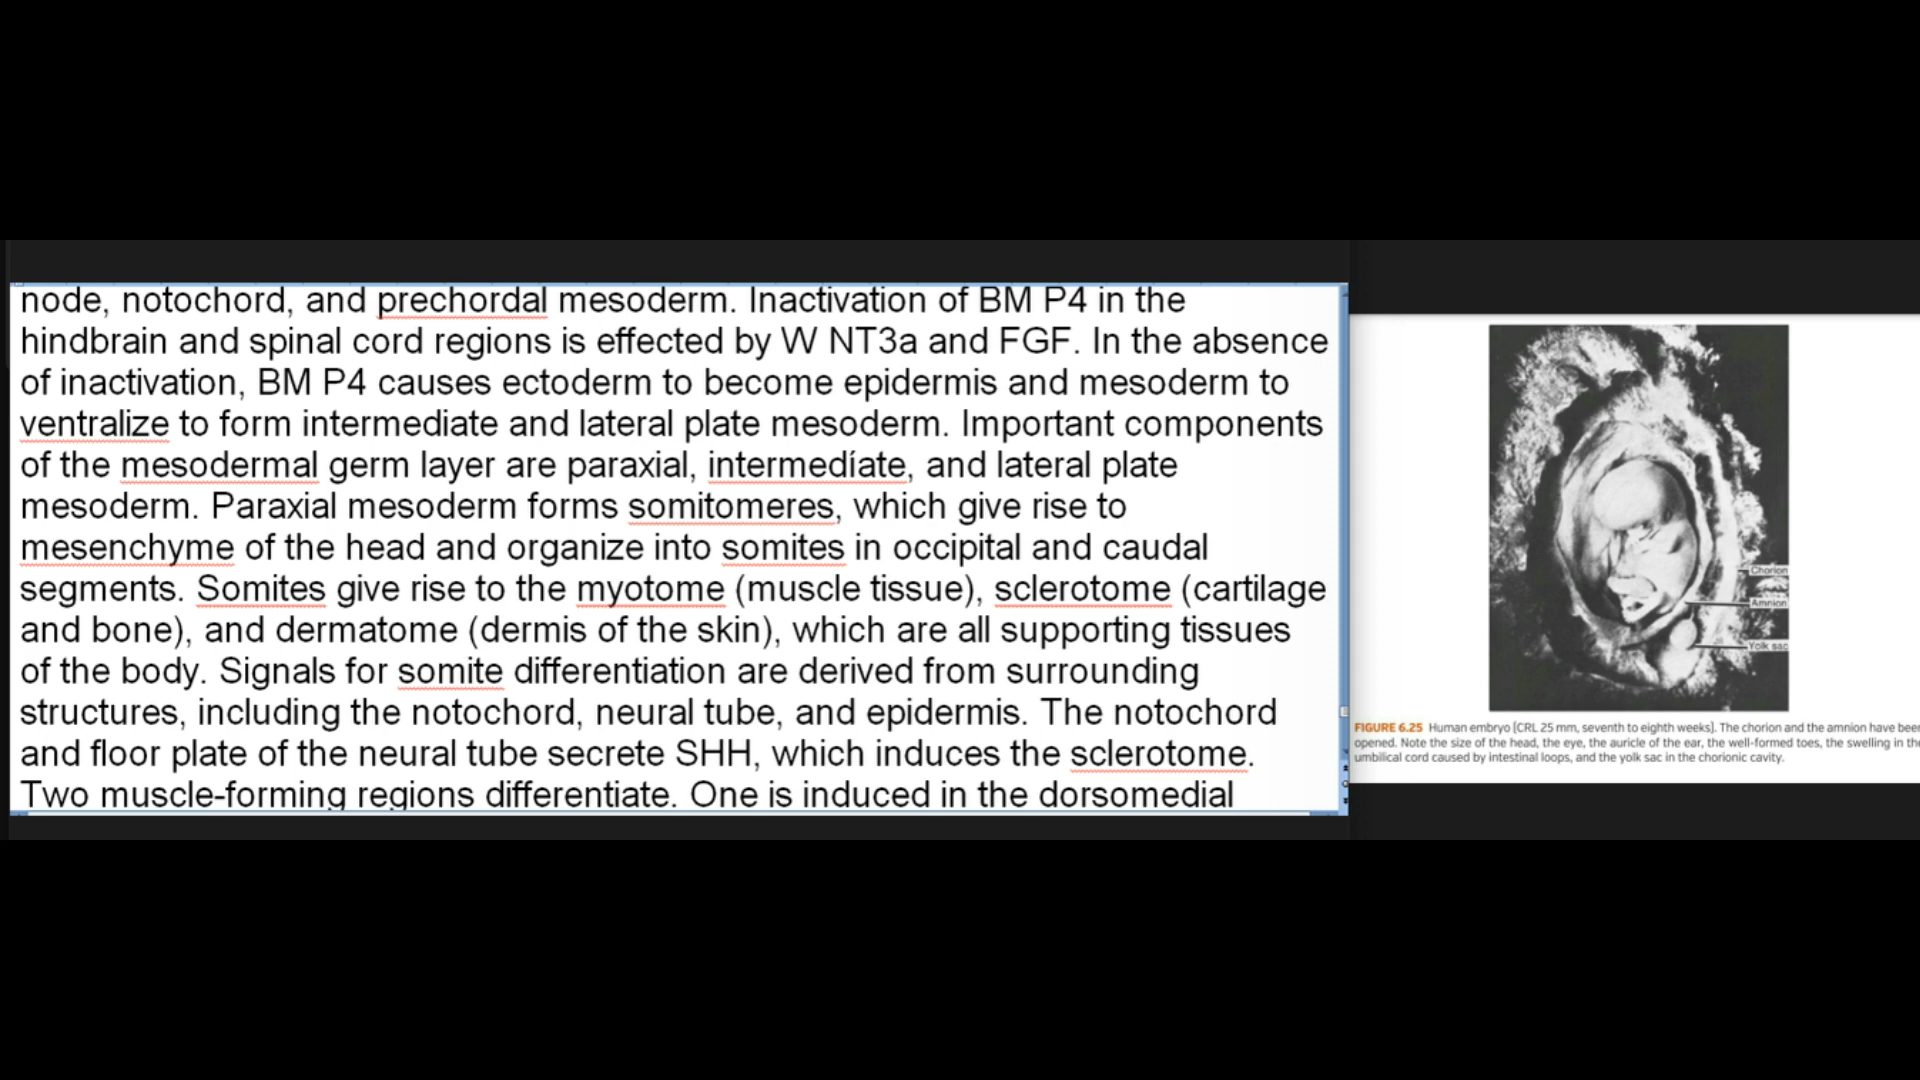 node, notochord, and prechordal mesoderm. Inactivation of BM P4 in the
hindbrain and spinal cord regions is effected by W NT3a and FGF. In the absence
of inactivation, BM P4 causes ectoderm to become epidermis and mesoderm to
ventralize to form intermediate and lateral plate mesoderm. Important components
of the mesodermal germ layer are paraxial, intermedíate, and lateral plate
mesoderm. Paraxial mesoderm forms somitomeres, which give rise to
mesenchyme of the head and organize into somites in occipital and caudal
segments. Somites give rise to the myotome (muscle tissue), sclerotome (cartilage
and bone), and dermatome (dermis of the skin), which are all supporting tissues
of the body. Signals for somite differentiation are derived from surrounding
structures, including the notochord, neural tube, and epidermis. The notochord
and floor plate of the neural tube secrete SHH, which induces the sclerotome.
Two muscle-forming regions differentiate. One is induced in the dorsomedial
Chorion
Amnion
Yolk sac
FIGURE 6.25 Human embryo [CRL 25 mm, seventh to eighth weeks]. The chorion and the amnion have been
opened. Note the size of the head, the eye, the auricle of the ear, the well-formed toes, the swelling in the
umbilical cord caused by intestinal loops, and the yolk sac in the chorionic cavity.